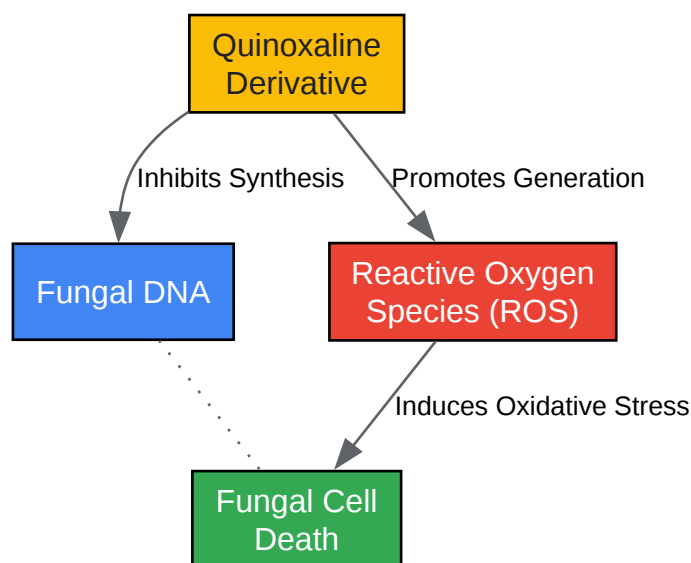 Quinoxaline
Derivative
Inhibits Synthesis
Promotes Generation
Fungal DNA
Reactive Oxygen
Species (ROS)
Induces Oxidative Stress
Fungal Cell
Death